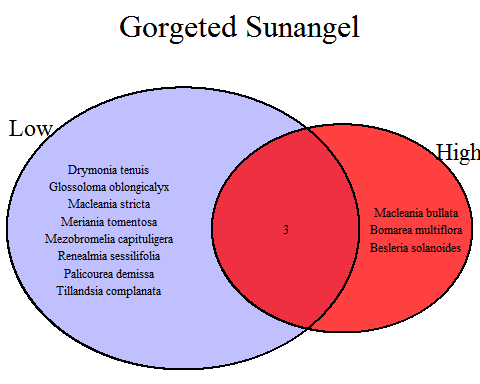 Gorgeted Sunangel
Low
High
Drymonia tenuis
Glossoloma oblongicalyx
Macleania stricta
Meriania tomentosa
Mezobromelia capituligera
Renealmia sessilifolia
Palicourea demissa
Tillandsia complanata
3
Macleania bullata
Bomarea multiflora
Besleria solanoides